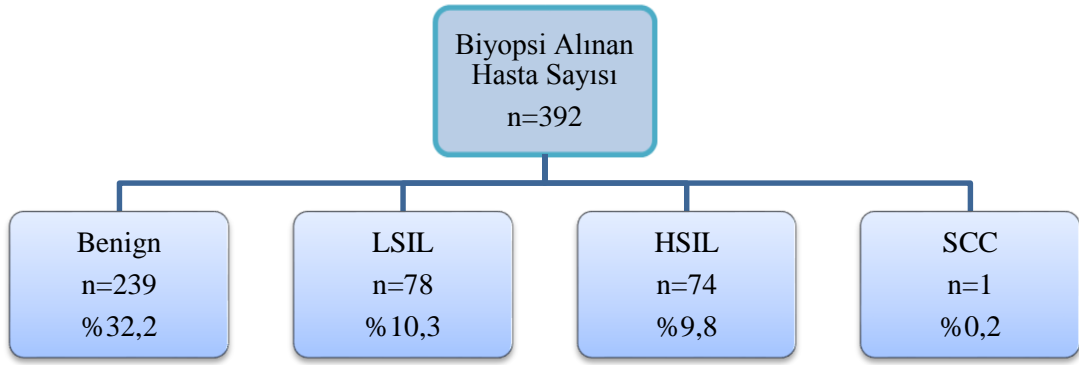 Biyopsi Alınan
Hasta Sayısı
n=392
Benign
n=239
%32,2
LSIL
n=78
%10,3
HSIL
n=74
%9,8
SCC
n=1
%0,2